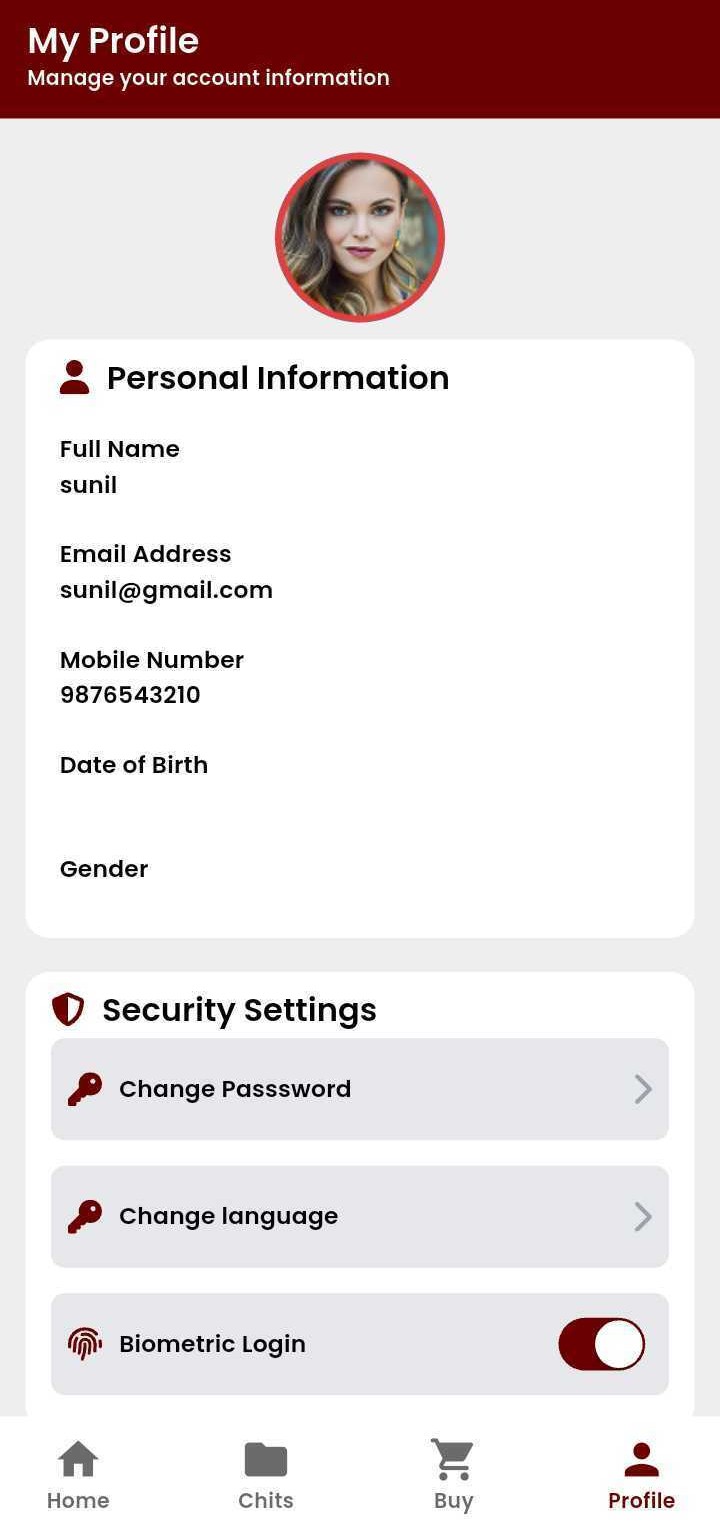 My Profile
Manage your account information
Personal Information
Full Name
sunil
Email Address
sunil@gmail.com
Mobile Number
9876543210
Date of Birth
Gender
Security Settings
Change Passsword
Change language
Biometric Login
Home
Chits
Buy
Profile